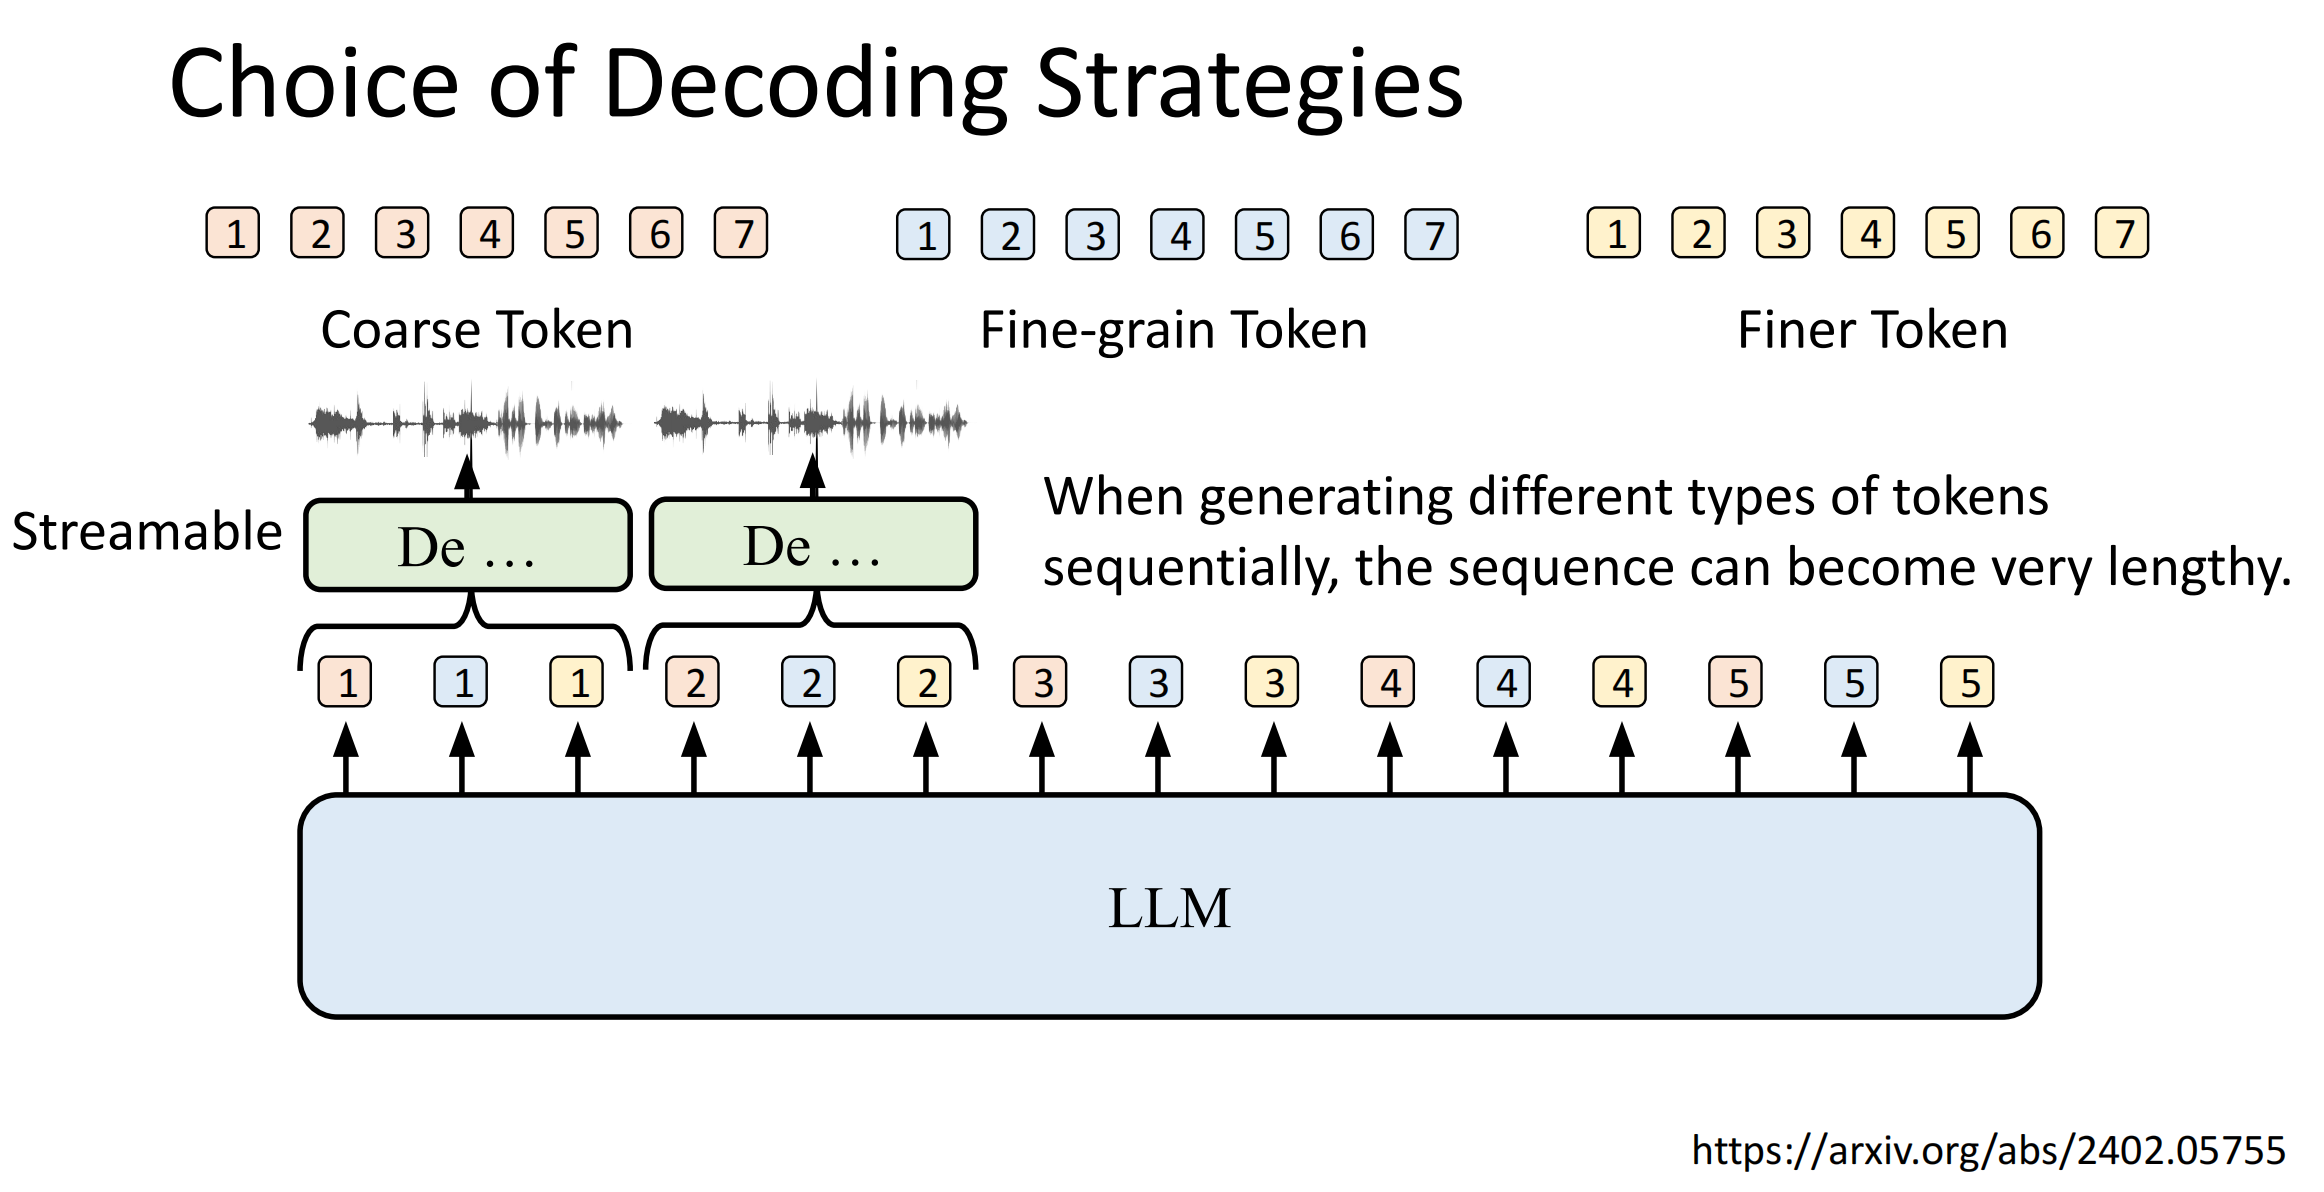 Choice of Decoding Strategies
1 2 3 4 5 6 7
1 2 3 4 5 6 7
1 2 3 4 5 6 7
Coarse Token
Fine-grain Token
Finer Token
Streamable
De …
De …
When generating different types of tokens
sequentially, the sequence can become very lengthy.
1 1 1 2 2 2 3 3 3 4 4 4 5 5 5
LLM
https://arxiv.org/abs/2402.05755